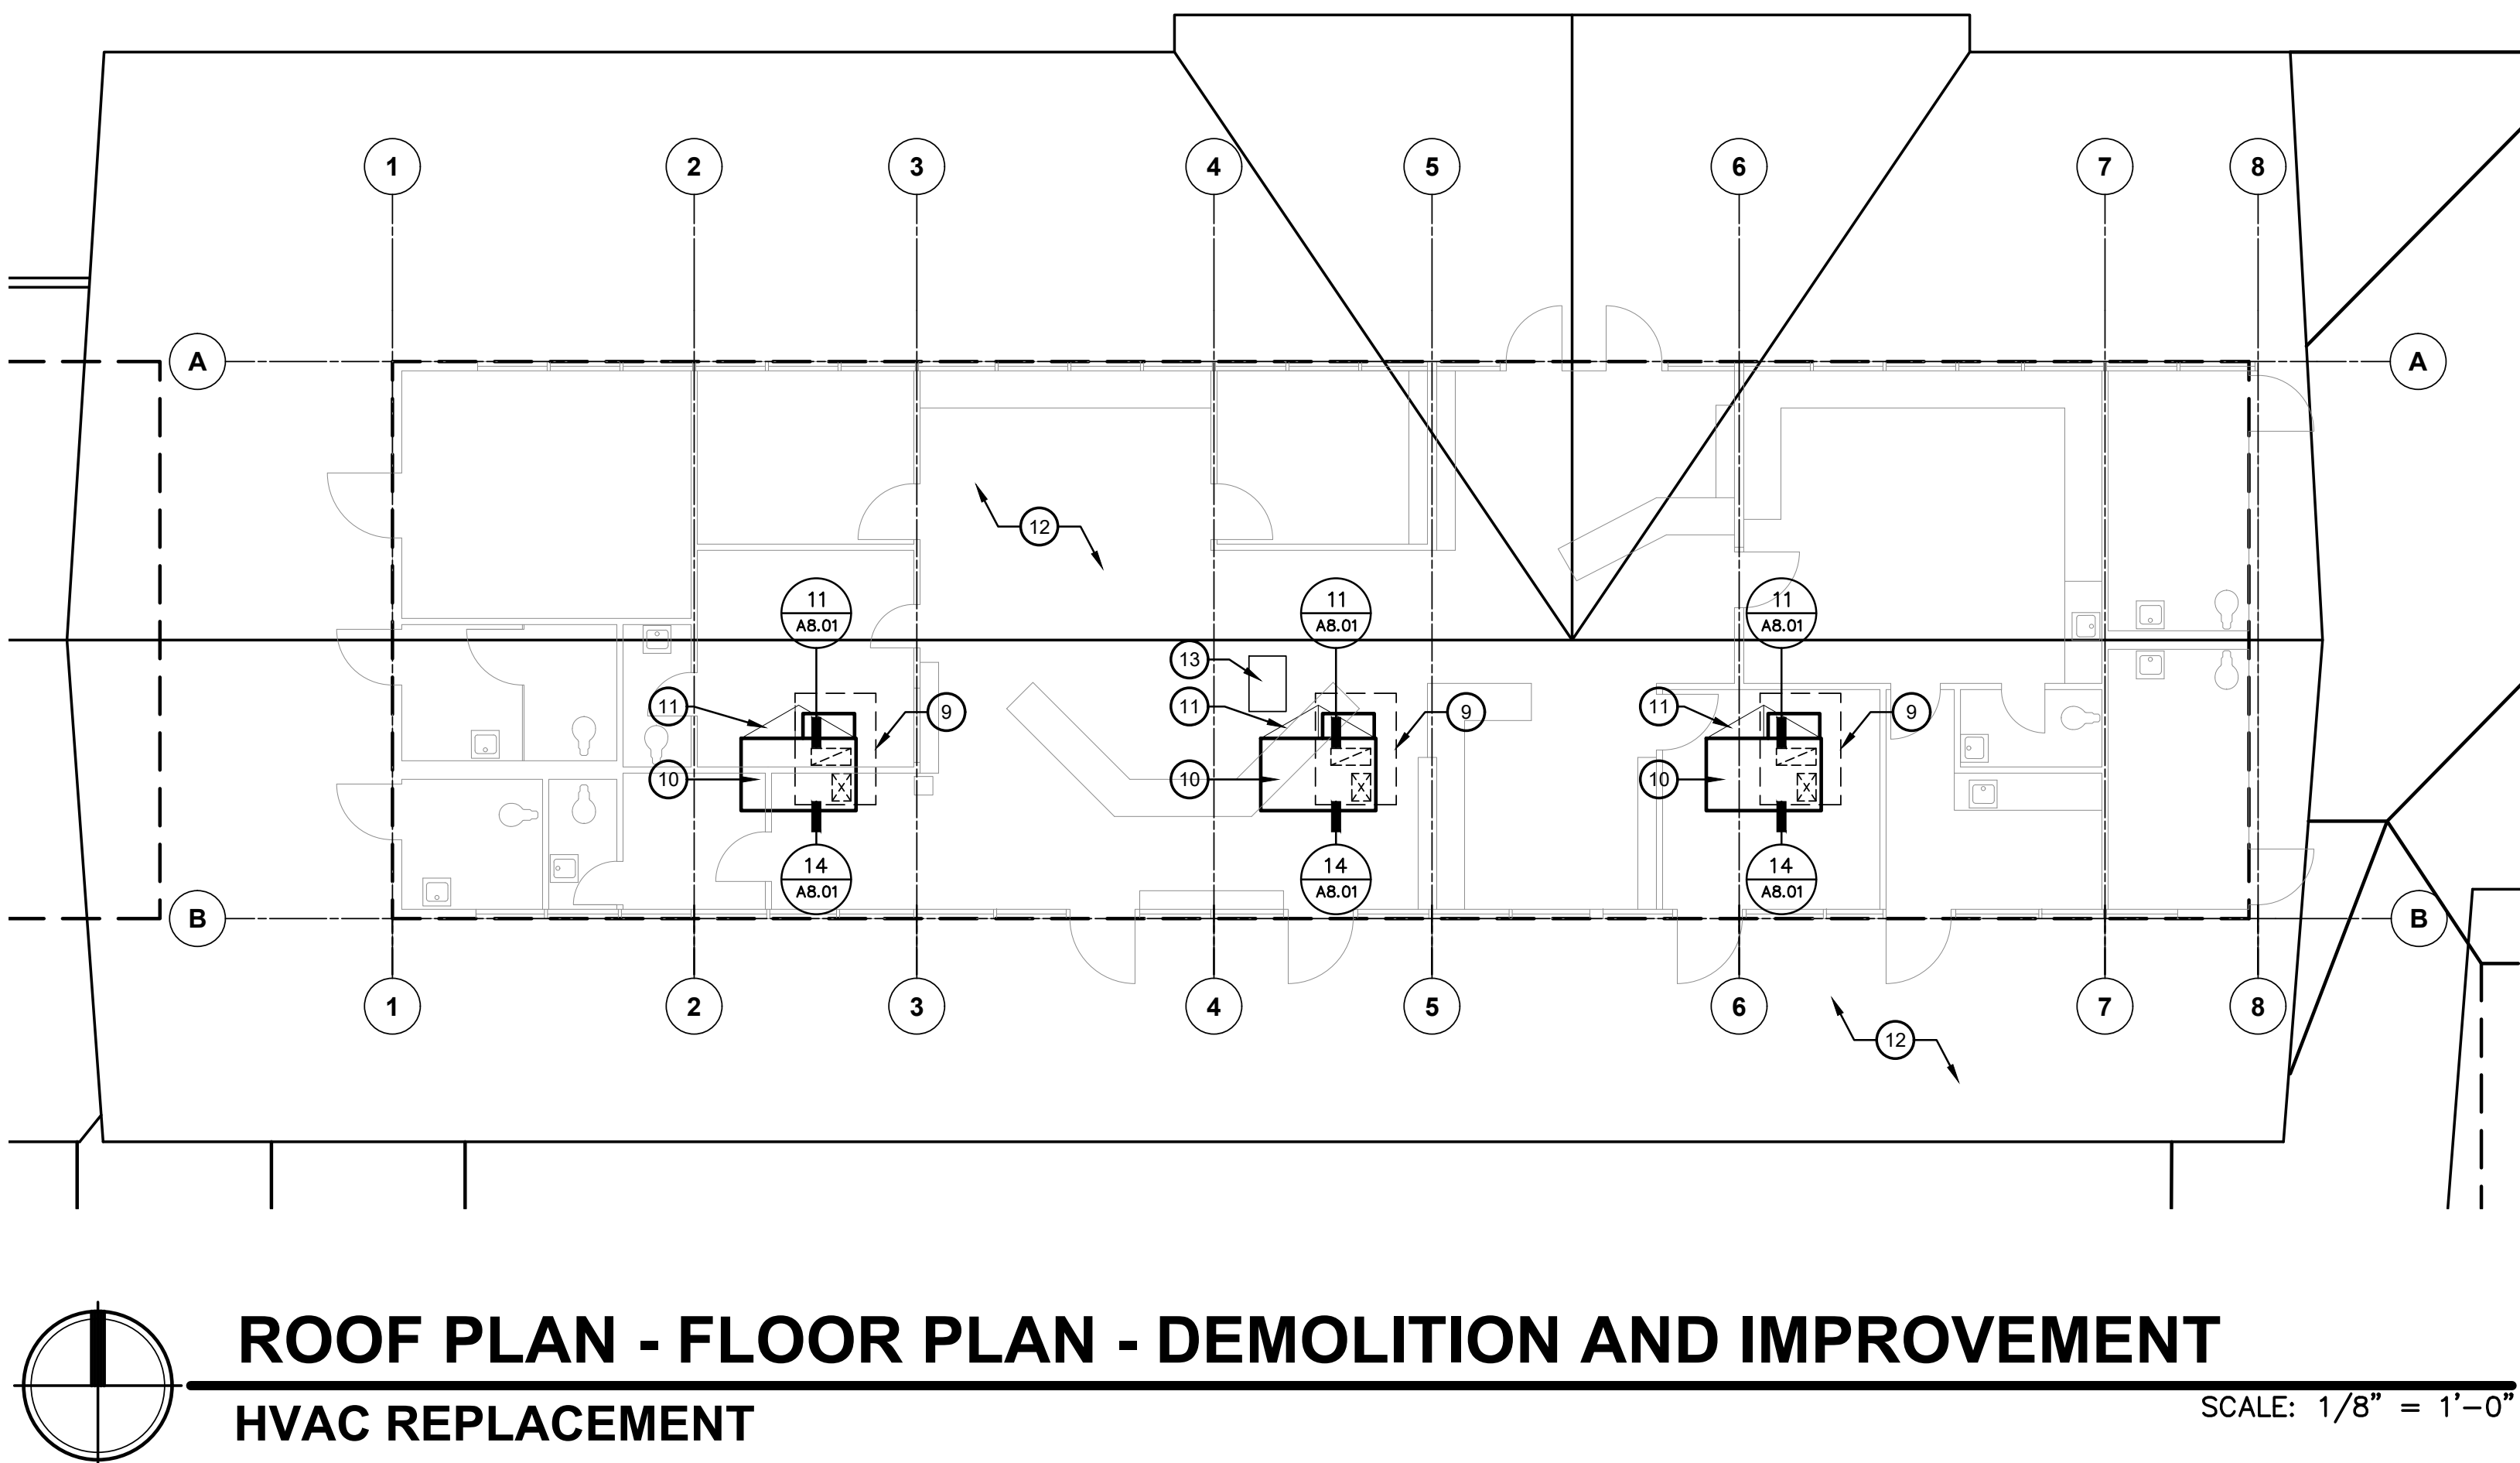 1 2 3 4 5 6 7 8
A A
12
11 11 11
A8.01 A8.01 A8.01
13
11 9 11 9 11 9
10 10 10
14 14 14
A8.01 A8.01 A8.01
B B
1 2 3 4 5 6 7 8
12
ROOF PLAN - FLOOR PLAN - DEMOLITION AND IMPROVEMENT
HVAC REPLACEMENT
SCALE: 1/8" = 1'-0"